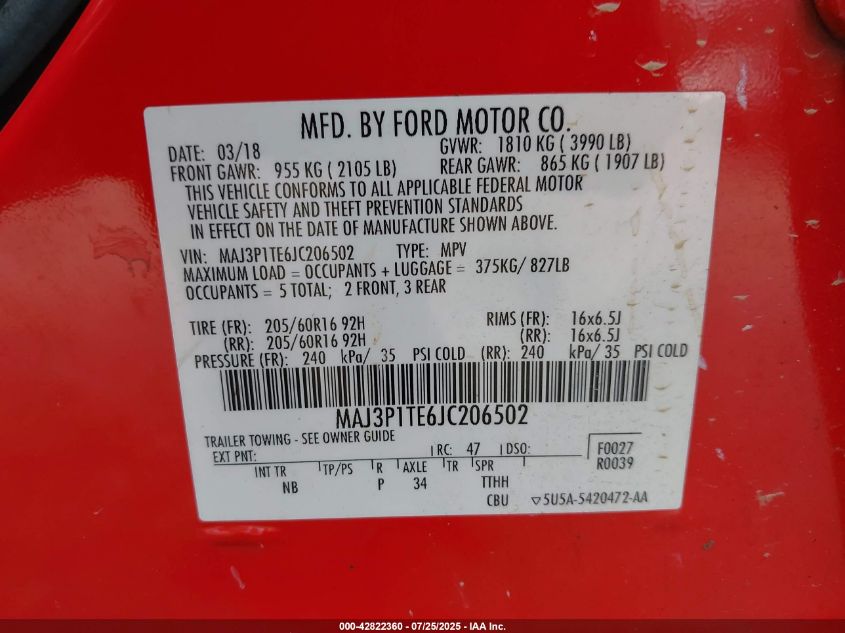 MFD. BY FORD MOTOR CO.
DATE: 03/18
GVWR: 1810 KG ( 3990 LB)
FRONT GAWR: 955 KG ( 2105 LB)
REAR GAWR: 865 KG ( 1907 LB)
THIS VEHICLE CONFORMS TO ALL APPLICABLE FEDERAL MOTOR
VEHICLE SAFETY AND THEFT PREVENTION STANDARDS
IN EFFECT ON THE DATE OF MANUFACTURE SHOWN ABOVE.
VIN: MAJ3P1TE6JC206502 TYPE: MPV
MAXIMUM LOAD = OCCUPANTS + LUGGAGE = 375KG/ 827LB
OCCUPANTS = 5 TOTAL; 2 FRONT, 3 REAR
TIRE (FR): 205/60R16 92H RIMS (FR): 16x6.5J
(RR): 205/60R16 92H (RR): 16x6.5J
PRESSURE (FR): 240 kPa/ 35 PSI COLD (RR): 240 kPa/ 35 PSI COLD
MAJ3P1TE6JC206502
TRAILER TOWING - SEE OWNER GUIDE
EXT PNT: RC: 47 DSO:
F0027
R0039
INT TR TP/PS R AXLE TR SPR
NB P 34 TTHH
CBU 5U5A-5420472-AA
000-42822360 - 07/25/2025 - IAA Inc.